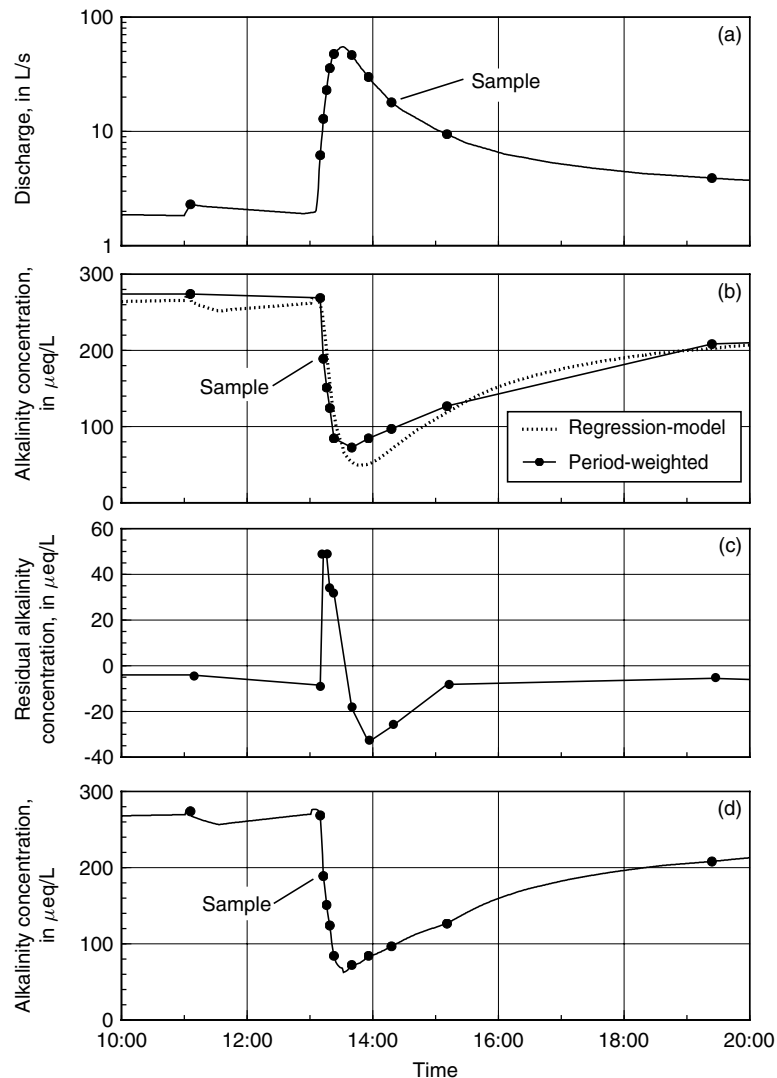 (a)
100
10
1
Discharge, in L/s
Sample
(b)
300
200
100
0
Alkalinity concentration,
in μeq/L
Sample
Regression-model
Period-weighted
(c)
60
40
20
0
-20
-40
Residual alkalinity
concentration, in μeq/L
(d)
300
200
100
0
Alkalinity concentration,
in μeq/L
Sample
10:00 12:00 14:00 16:00 18:00 20:00
Time